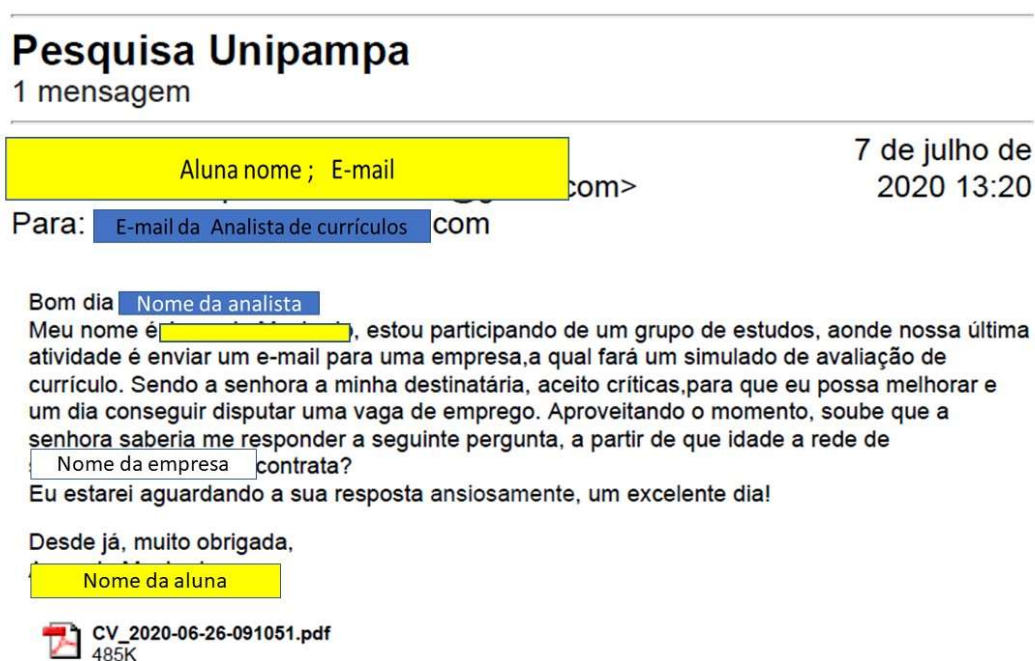 Pesquisa Unipampa
1 mensagem
Aluna nome ; E-mail
com>
7 de julho de
2020 13:20
Para: E-mail da Analista de currículos com
Bom dia Nome da analista
Meu nome é , estou participando de um grupo de estudos, aonde nossa última
atividade é enviar um e-mail para uma empresa,a qual fará um simulado de avaliação de
currículo. Sendo a senhora a minha destinatária, aceito críticas,para que eu possa melhorar e
um dia conseguir disputar uma vaga de emprego. Aproveitando o momento, soube que a
senhora saberia me responder a seguinte pergunta, a partir de que idade a rede de
Nome da empresa contrata?
Eu estarei aguardando a sua resposta ansiosamente, um excelente dia!
Desde já, muito obrigada,
Nome da aluna
CV_2020-06-26-091051.pdf
485K